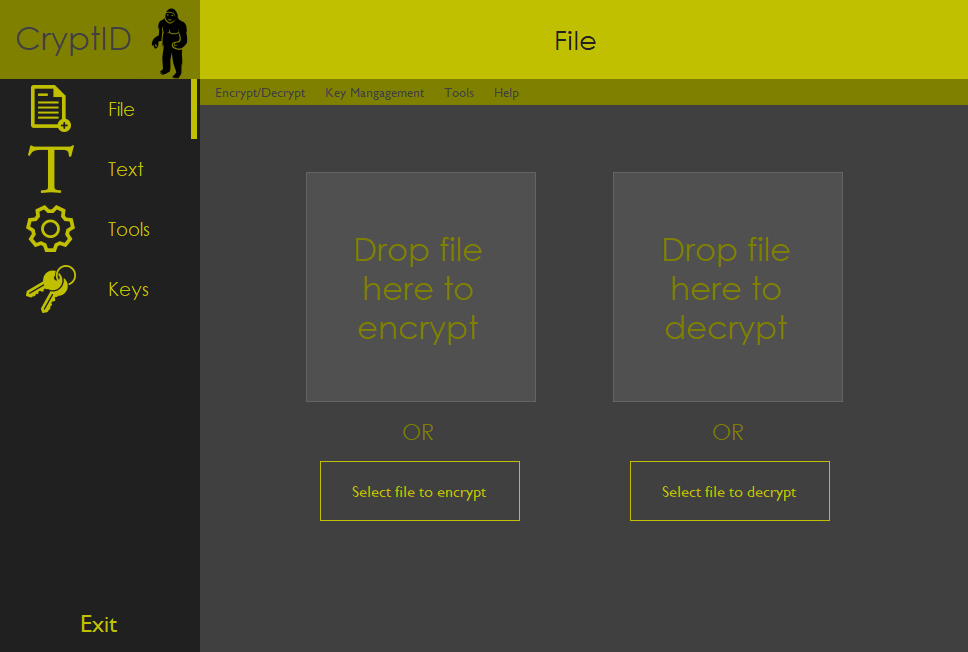 CryptID
File
Encrypt/Decrypt Key Mangagement Tools Help
File
Text
Tools
Keys
Drop file
here to
encrypt
Drop file
here to
decrypt
OR
OR
Select file to encrypt
Select file to decrypt
Exit